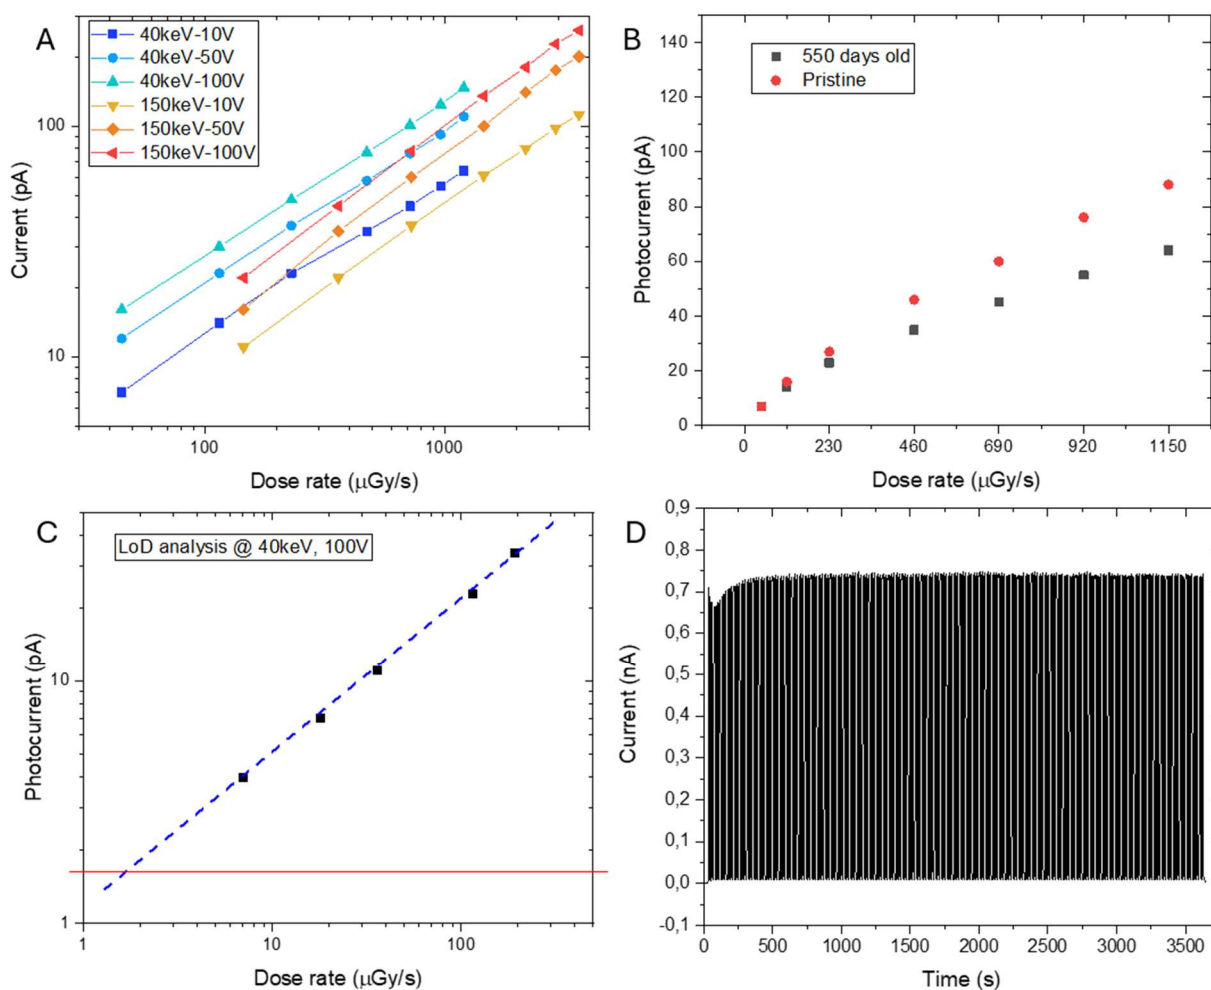 A
40keV-10V
40keV-50V
40keV-100V
150keV-10V
150keV-50V
150keV-100V
100
10
Current (pA)
100
1000
Dose rate (μGy/s)
B
550 days old
Pristine
140
120
100
80
60
40
20
0
Photocurrent (pA)
0
230
460
690
920
1150
Dose rate (μGy/s)
C
LoD analysis @ 40keV, 100V
10
1
Photocurrent (pA)
1
10
100
Dose rate (μGy/s)
D
0,9
0,8
0,7
0,6
0,5
0,4
0,3
0,2
0,1
0,0
-0,1
Current (nA)
0
500
1000
1500
2000
2500
3000
3500
Time (s)